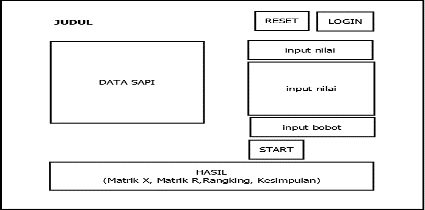 JUDUL
RESET
LOGIN
DATA SAPI
input nilai
input nilai
input bobot
START
HASIL
(Matrik X, Matrik R,Rangking, Kesimpulan)